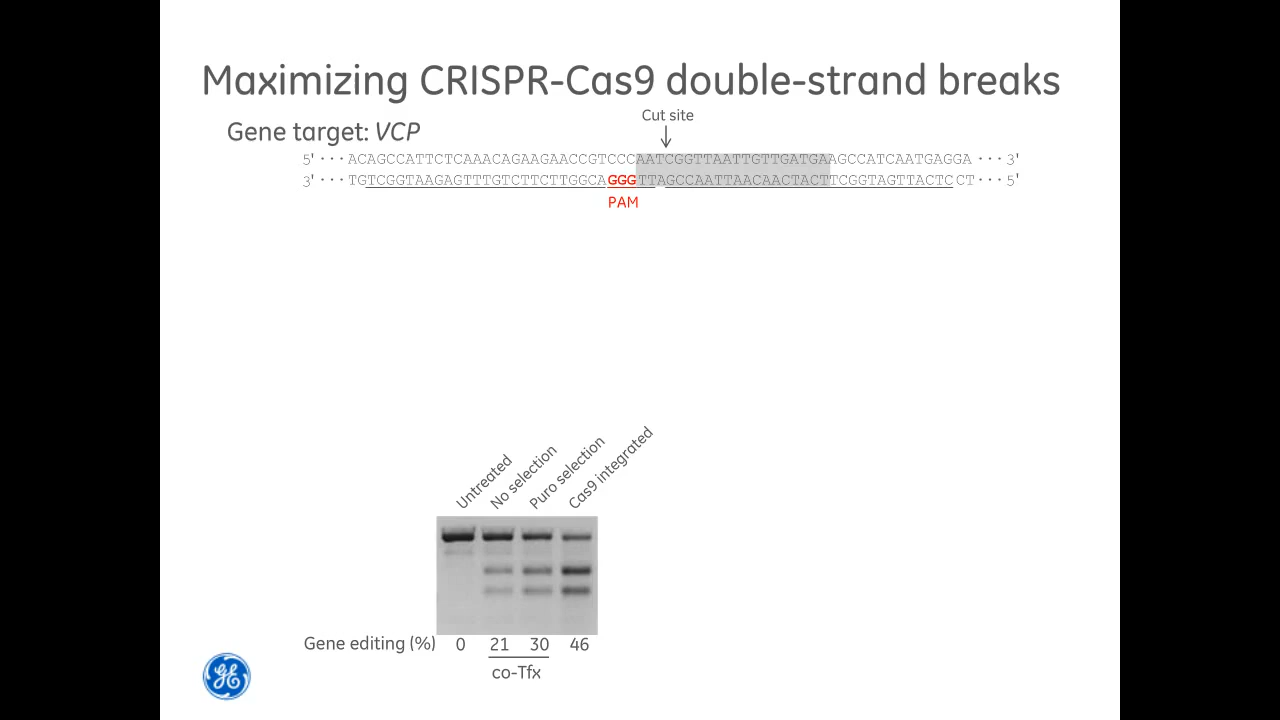 Maximizing CRISPR-Cas9 double-strand breaks
Cut site
Gene target: VCP
5' ··· ACAGCCATTCTCAAACAGAAGAACCGTCCCAATCGGTTAATTGTTGATGAAGCCATCAATGAGGA ··· 3'
3' ··· TGTCGGTAAGAGTTTGTCTTCTTGGCAGGGTTAGCCAATTAACAACTACTTCGGTAGTTACTCCT ··· 5'
PAM
Untreated
No selection
Puro selection
Cas9 integrated
Gene editing (%) 0 21 30 46
co-Tfx
GE